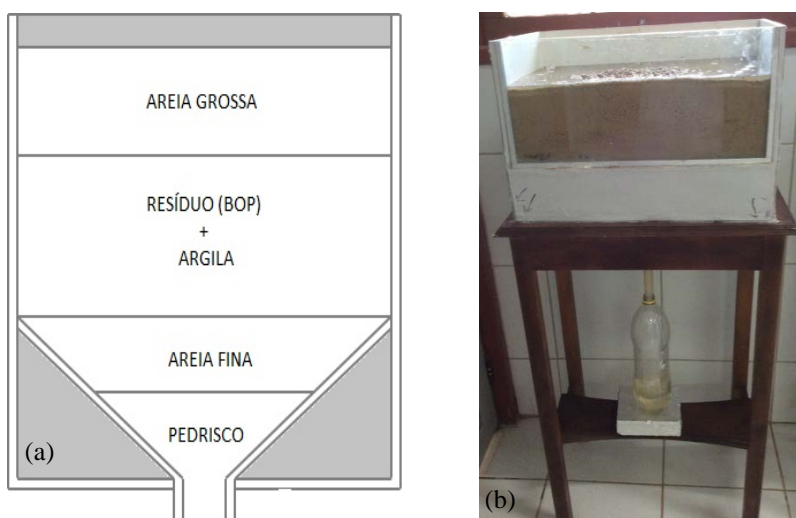 AREIA GROSSA
RESÍDUO (BOP)
+
ARGILA
AREIA FINA
PEDRISCO
(a)
(b)